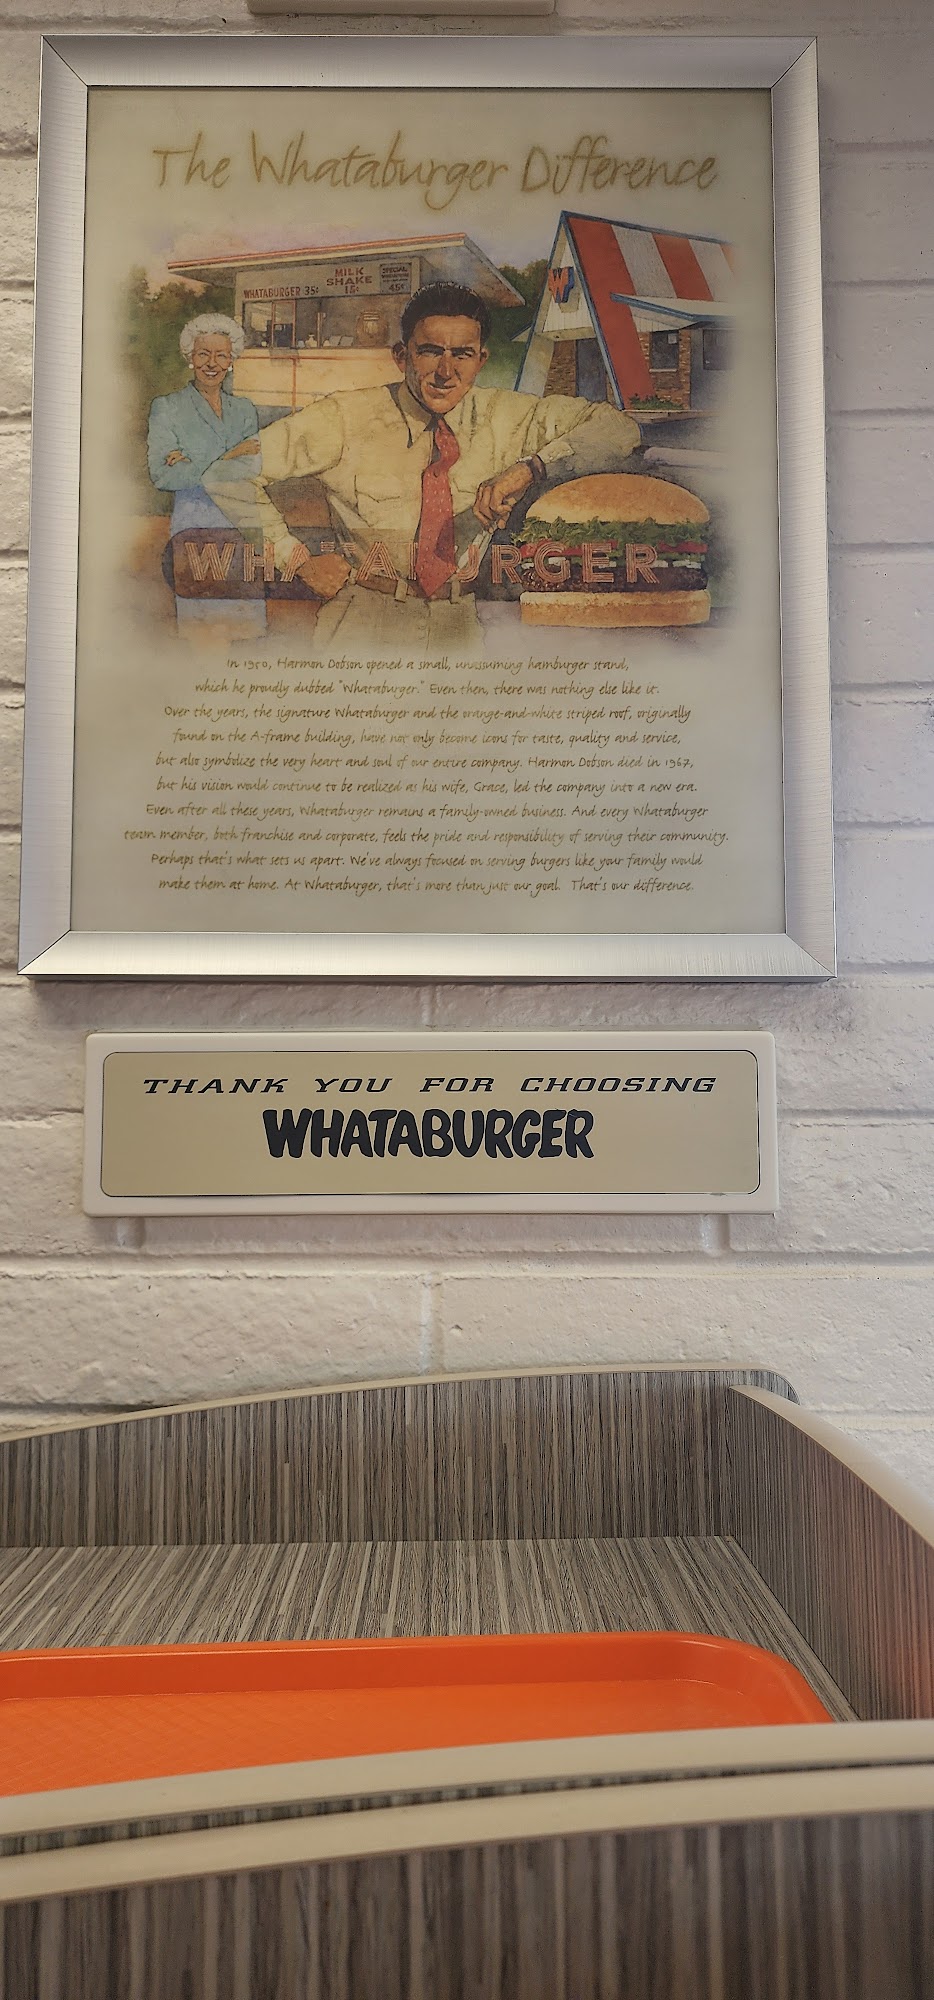 The Whataburger Difference
MILK
SHAKE
15¢
SPECIAL
45¢
WHATABURGER 35¢
W
WHATABURGER
In 1950, Harmon Dobson opened a small, unassuming hamburger stand,
which he proudly dubbed "Whataburger." Even then, there was nothing else like it.
Over the years, the signature Whataburger and the orange-and-white striped roof, originally
found on the A-frame building, have not only become icons for taste, quality and service,
but also symbolize the very heart and soul of our entire company. Harmon Dobson died in 1967,
but his vision would continue to be realized as his wife, Grace, led the company into a new era.
Even after all these years, Whataburger remains a family-owned business. And every Whataburger
team member, both franchise and corporate, feels the pride and responsibility of serving their community.
Perhaps that's what sets us apart. We've always focused on serving burgers like your family would
make them at home. At Whataburger, that's more than just our goal. That's our difference.
THANK YOU FOR CHOOSING
WHATABURGER